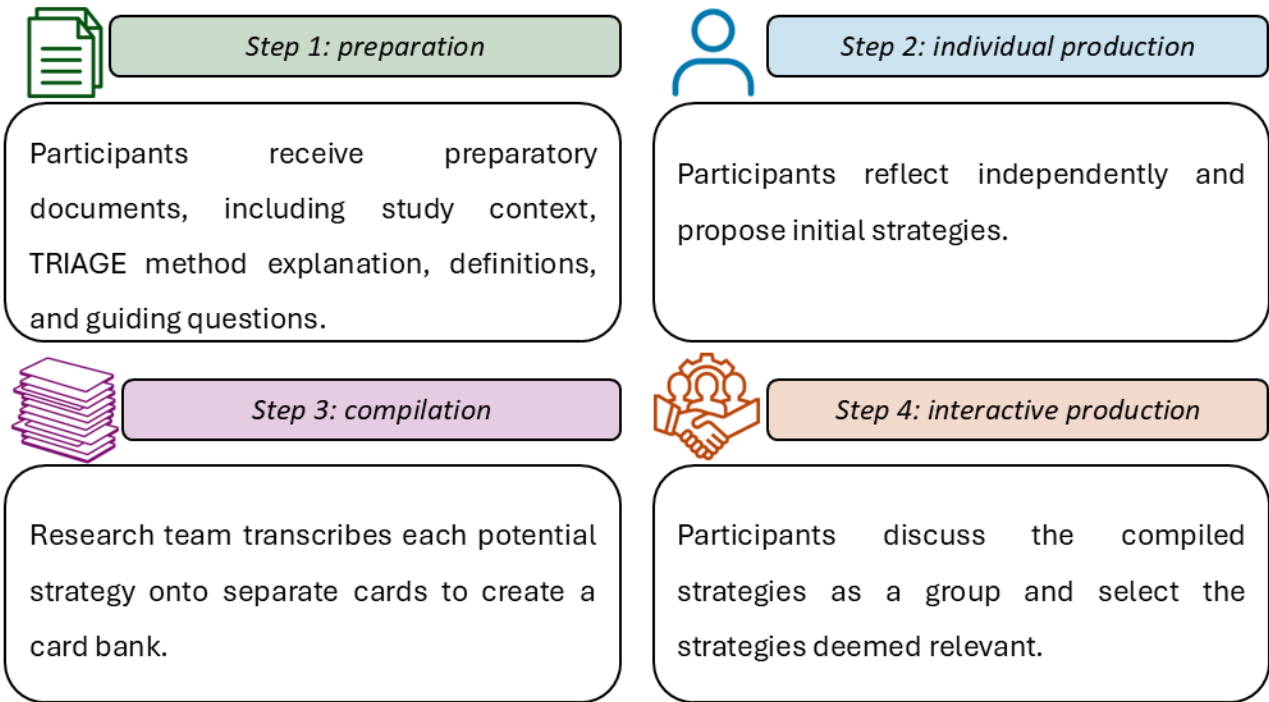 Step 1: preparation
Participants receive preparatory
documents, including study context,
TRIAGE method explanation, definitions,
and guiding questions.
Step 2: individual production
Participants reflect independently and
propose initial strategies.
Step 3: compilation
Research team transcribes each potential
strategy onto separate cards to create a
card bank.
Step 4: interactive production
Participants discuss the compiled
strategies as a group and select the
strategies deemed relevant.